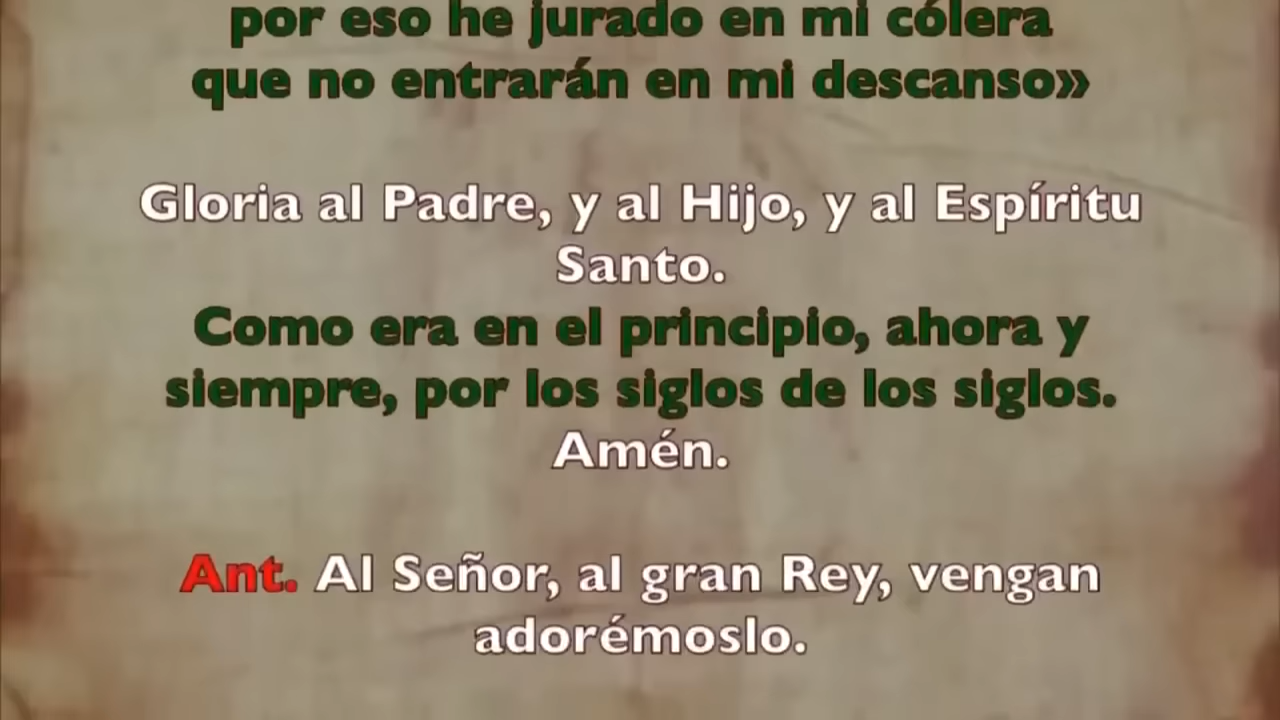 por eso he jurado en mi cólera
que no entrarán en mi descanso»
Gloria al Padre, y al Hijo, y al Espíritu
Santo.
Como era en el principio, ahora y
siempre, por los siglos de los siglos.
Amén.
Ant. Al Señor, al gran Rey, vengan
adorémoslo.